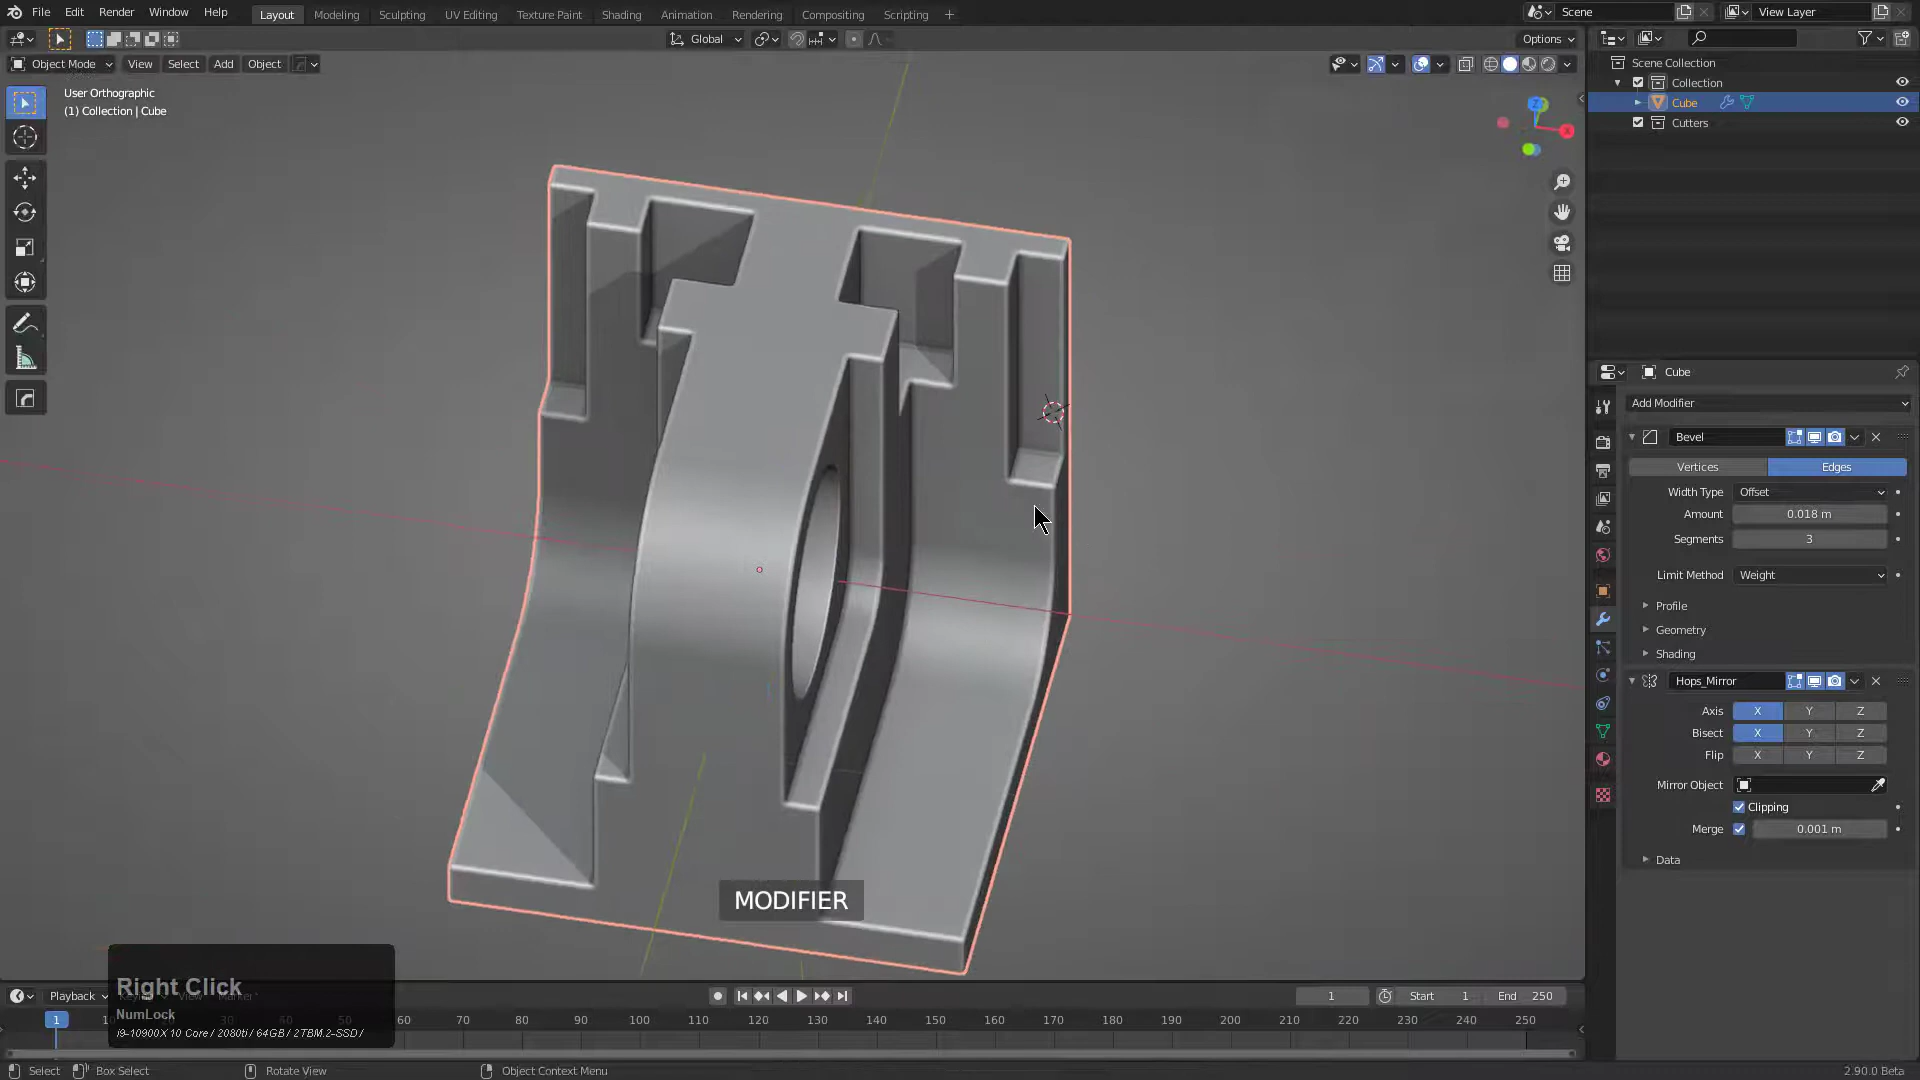 File Edit Render Window Help
Layout Modeling Sculpting UV Editing Texture Paint Shading Animation Rendering Compositing Scripting +
Scene
View Layer
Global
Options
Object Mode View Select Add Object
User Orthographic
(1) Collection | Cube
Z
X
Scene Collection
Collection
Cube
Cutters
Cube
Add Modifier
Bevel
Vertices Edges
Width Type Offset
Amount 0.018 m
Segments 3
Limit Method Weight
Profile
Geometry
Shading
Hops_Mirror
Axis X Y Z
Bisect X Y Z
Flip X Y Z
Mirror Object
Clipping
Merge 0.001 m
Data
MODIFIER
Right Click
NumLock
i9-10900X 10 Core / 2080ti / 64GB / 2TBM.2-SSD /
Playback View Marker
1 Start 1 End 250
1 60 70 80 90 100 110 120 130 140 150 160 170 180 190 200 210 220 230 240 250
Select Box Select Rotate View Object Context Menu 2.90.0 Beta